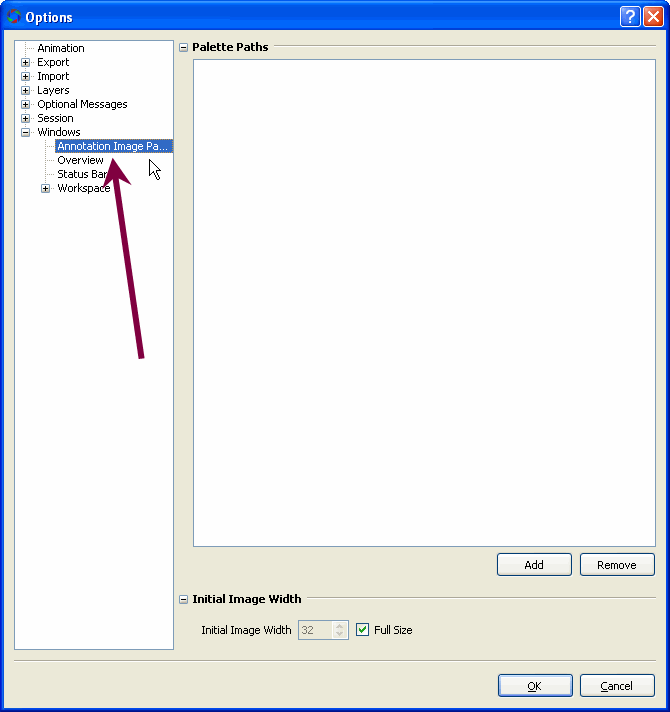 Options
Animation
Export
Import
Layers
Optional Messages
Session
Windows
Annotation Image Pa...
Overview
Status Bar
Workspace
Palette Paths
Add
Remove
Initial Image Width
Initial Image Width 32 Full Size
OK
Cancel